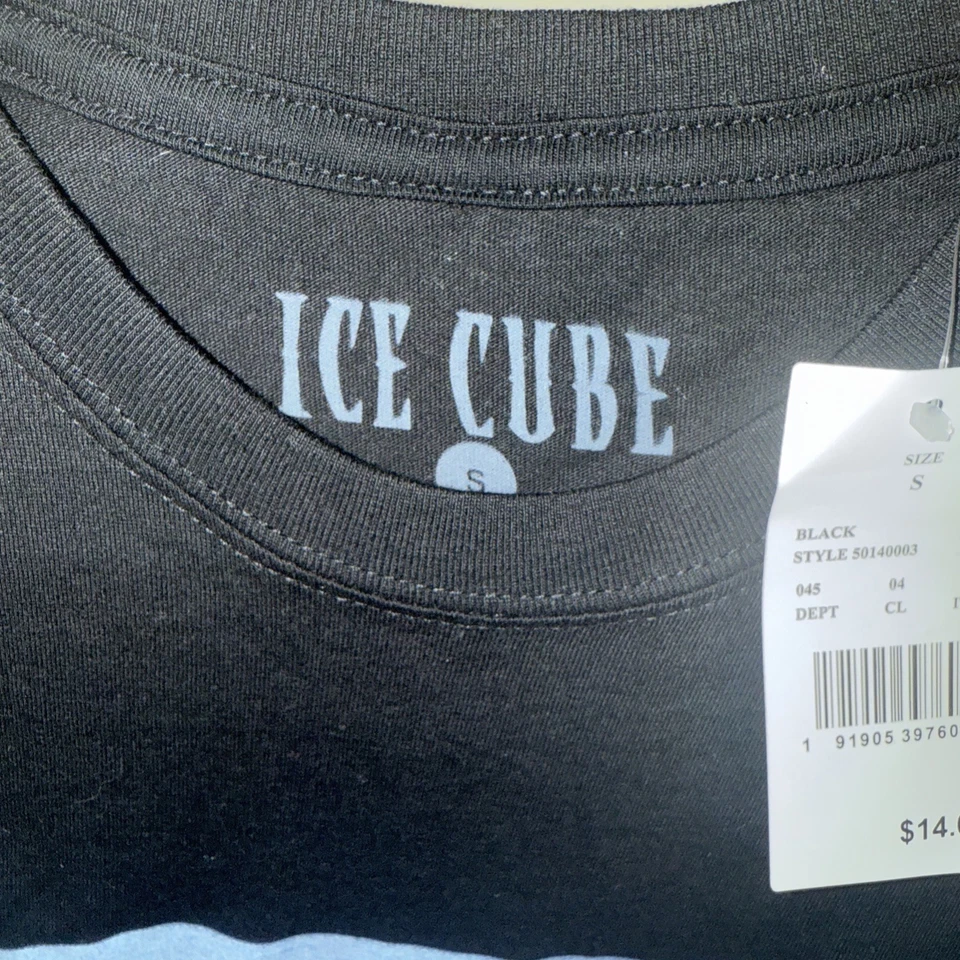 ICE CUBE
S
SIZE
S
BLACK
STYLE 50140003
045 04
DEPT CL
1 91905 39760
$14.